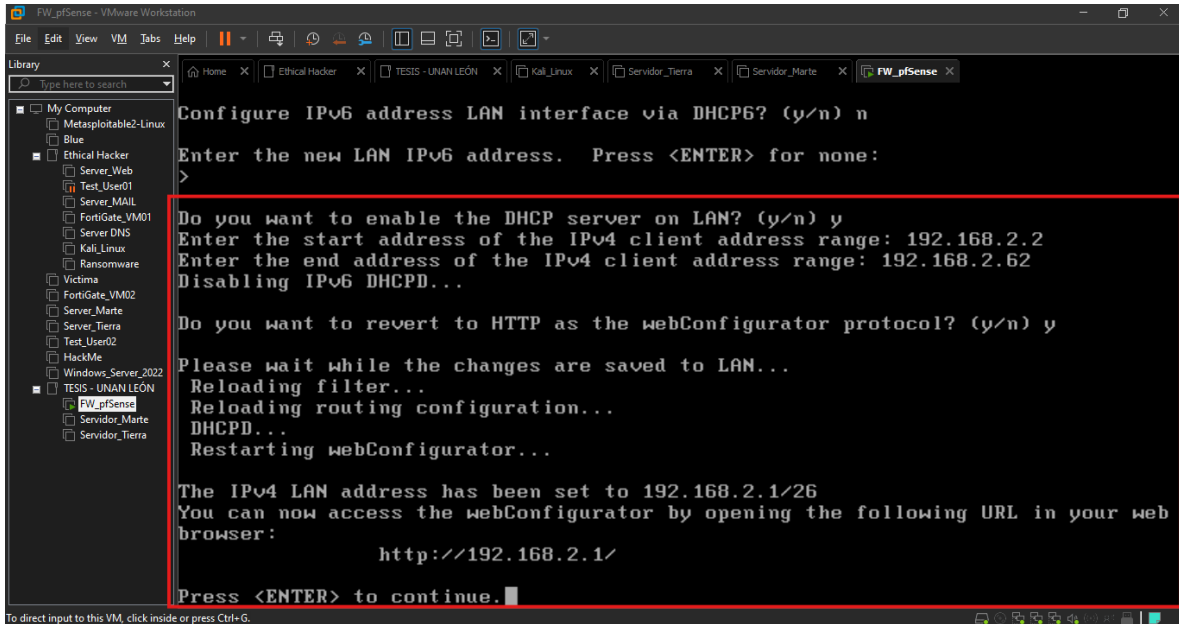 FW_pfSense - VMware Workstation
File Edit View VM Tabs Help
Library
Type here to search
My Computer
Metasploitable2-Linux
Blue
Ethical Hacker
Server_Web
Test_User01
Server_MAIL
FortiGate_VM01
Server DNS
Kali_Linux
Ransomware
Victima
FortiGate_VM02
Server_Marte
Server_Tierra
Test_User02
HackMe
Windows_Server_2022
TESIS - UNAN LEÓN
FW_pfSense
Servidor_Marte
Servidor_Tierra
Home Ethical Hacker TESIS - UNAN LEÓN Kali_Linux Servidor_Tierra Servidor_Marte FW_pfSense
Configure IPv6 address LAN interface via DHCP6? (y/n) n
Enter the new LAN IPv6 address. Press <ENTER> for none:
>
Do you want to enable the DHCP server on LAN? (y/n) y
Enter the start address of the IPv4 client address range: 192.168.2.2
Enter the end address of the IPv4 client address range: 192.168.2.62
Disabling IPv6 DHCPD...
Do you want to revert to HTTP as the webConfigurator protocol? (y/n) y
Please wait while the changes are saved to LAN...
Reloading filter...
Reloading routing configuration...
DHCPD...
Restarting webConfigurator...
The IPv4 LAN address has been set to 192.168.2.1/26
You can now access the webConfigurator by opening the following URL in your web
browser:
http://192.168.2.1/
Press <ENTER> to continue.
To direct input to this VM, click inside or press Ctrl+G.